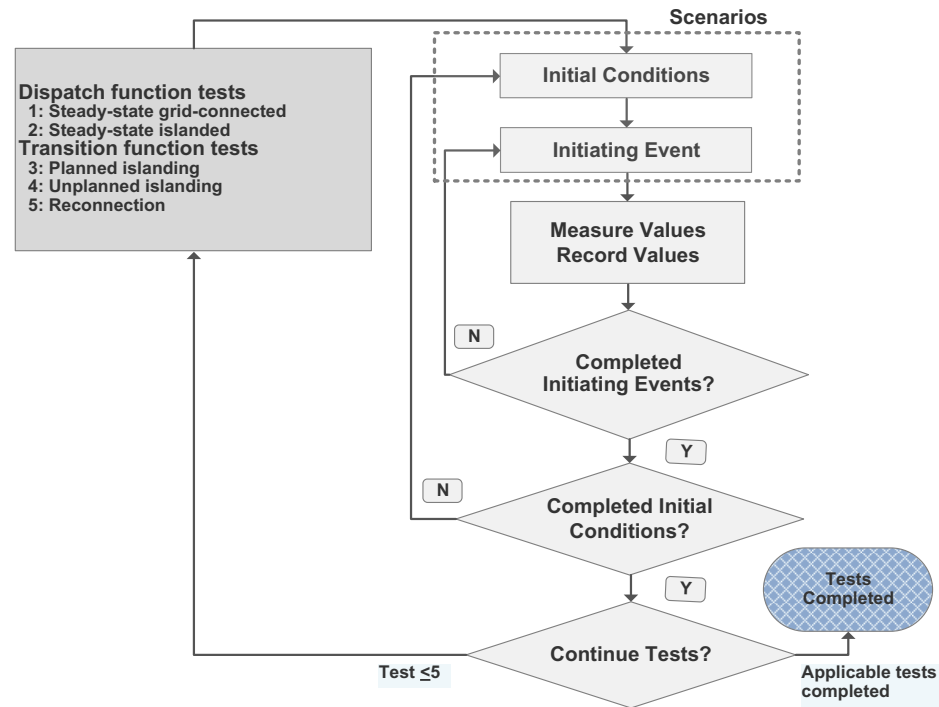 Scenarios
Dispatch function tests
1: Steady-state grid-connected
2: Steady-state islanded
Transition function tests
3: Planned islanding
4: Unplanned islanding
5: Reconnection
Initial Conditions
Initiating Event
Measure Values
Record Values
N
Completed
Initiating Events?
Y
N
Completed Initial
Conditions?
Y
Tests
Completed
Continue Tests?
Test ≤5
Applicable tests
completed